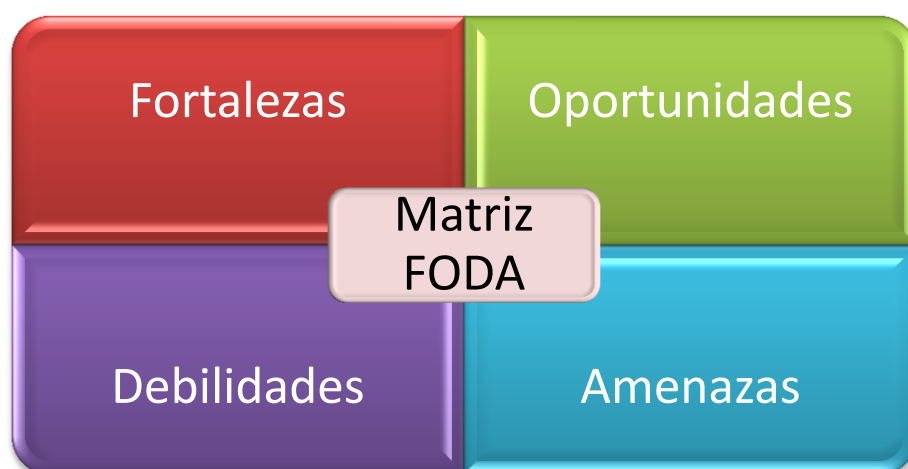 Fortalezas
Oportunidades
Matriz
FODA
Debilidades
Amenazas